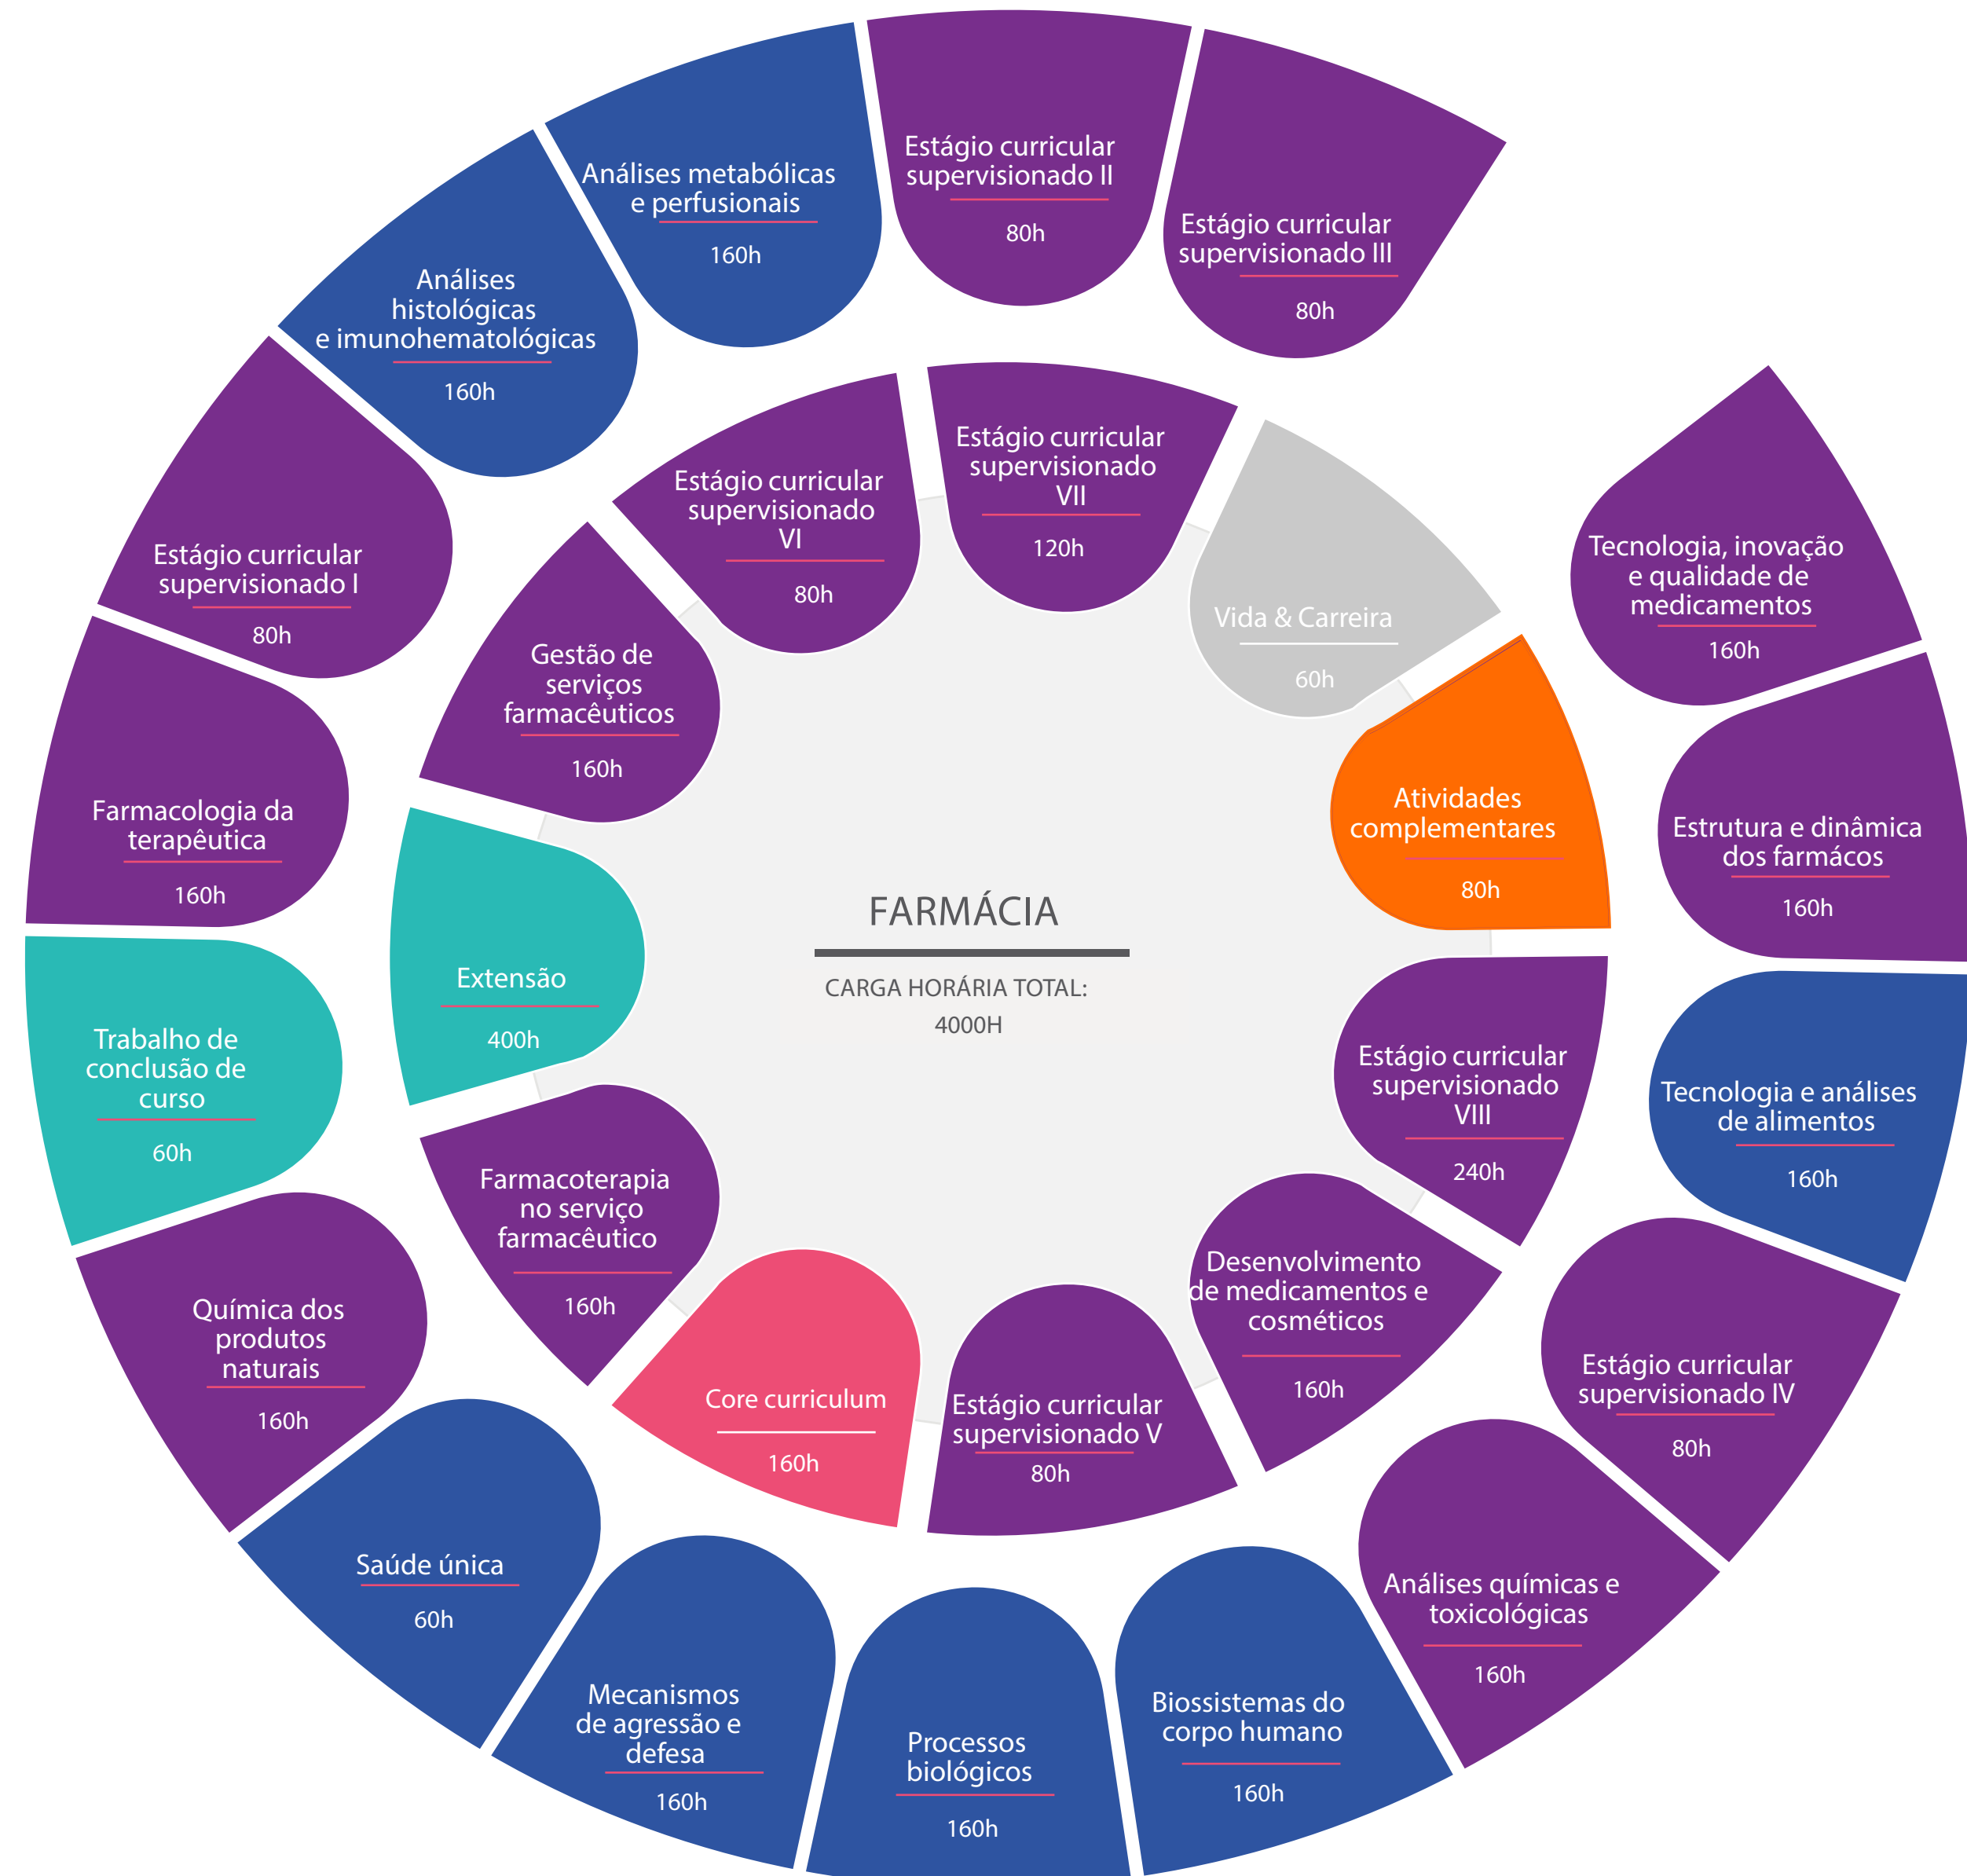 Estágio curricular
supervisionado II
80h
Estágio curricular
supervisionado III
80h
Análises metabólicas
e perfusionais
160h
Análises
histológicas
e imunohematológicas
160h
Estágio curricular
supervisionado I
80h
Farmacologia da
terapêutica
160h
Trabalho de
conclusão de
curso
60h
Química dos
produtos
naturais
160h
Saúde única
60h
Mecanismos
de agressão e
defesa
160h
Processos
biológicos
160h
Biossistemas do
corpo humano
160h
Análises químicas e
toxicológicas
160h
Estágio curricular
supervisionado IV
80h
Tecnologia e análises
de alimentos
160h
Estrutura e dinâmica
dos farmácos
160h
Tecnologia, inovação
e qualidade de
medicamentos
160h
Estágio curricular
supervisionado
VII
120h
Estágio curricular
supervisionado
VI
80h
Gestão de
serviços
farmacêuticos
160h
Extensão
400h
Farmacoterapia
no serviço
farmacêutico
160h
Core curriculum
160h
Estágio curricular
supervisionado V
80h
Desenvolvimento
de medicamentos e
cosméticos
160h
Estágio curricular
supervisionado
VIII
240h
Atividades
complementares
80h
Vida & Carreira
60h
FARMÁCIA
CARGA HORÁRIA TOTAL:
4000H